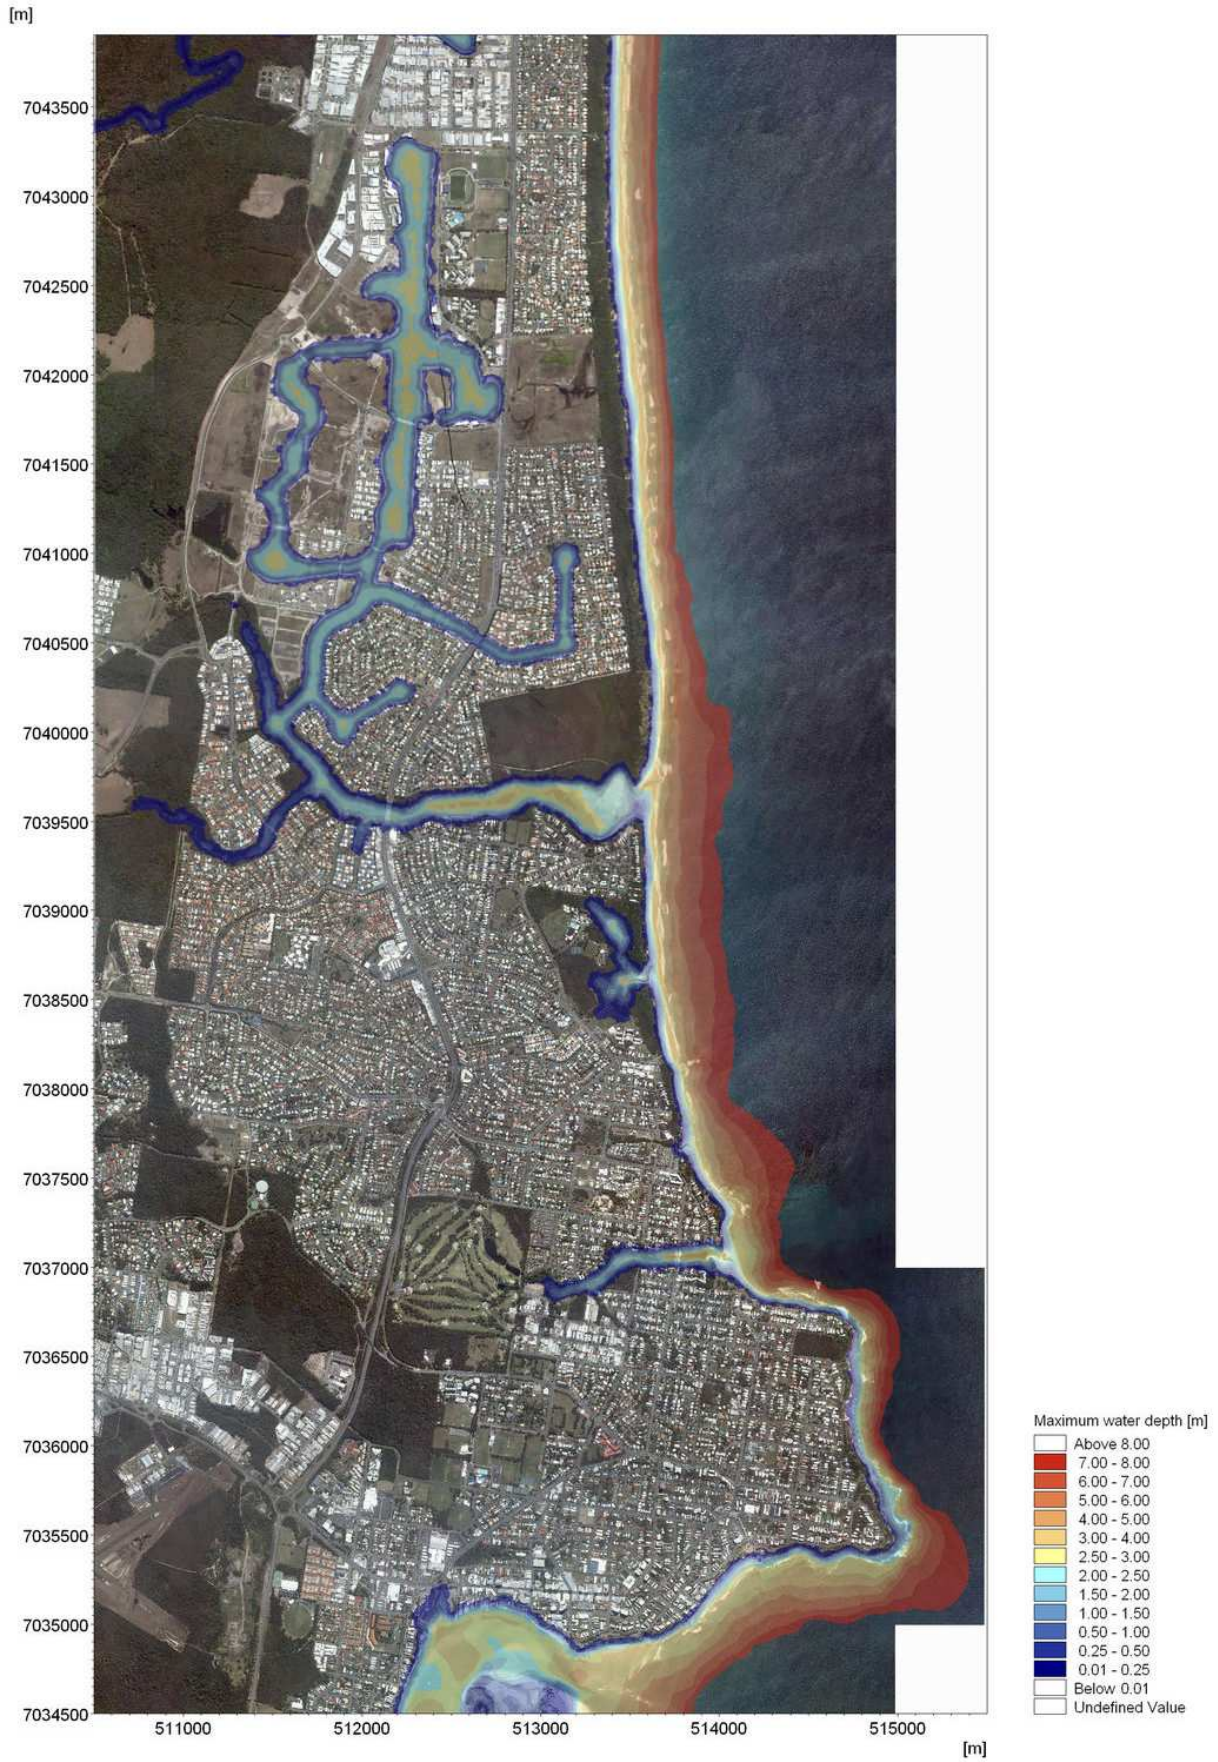 [m]
7043500
7043000
7042500
7042000
7041500
7041000
7040500
7040000
7039500
7039000
7038500
7038000
7037500
7037000
7036500
7036000
7035500
7035000
7034500
511000 512000 513000 514000 515000
[m]
Maximum water depth [m]
Above 8.00
7.00 - 8.00
6.00 - 7.00
5.00 - 6.00
4.00 - 5.00
3.00 - 4.00
2.50 - 3.00
2.00 - 2.50
1.50 - 2.00
1.00 - 1.50
0.50 - 1.00
0.25 - 0.50
0.01 - 0.25
Below 0.01
Undefined Value